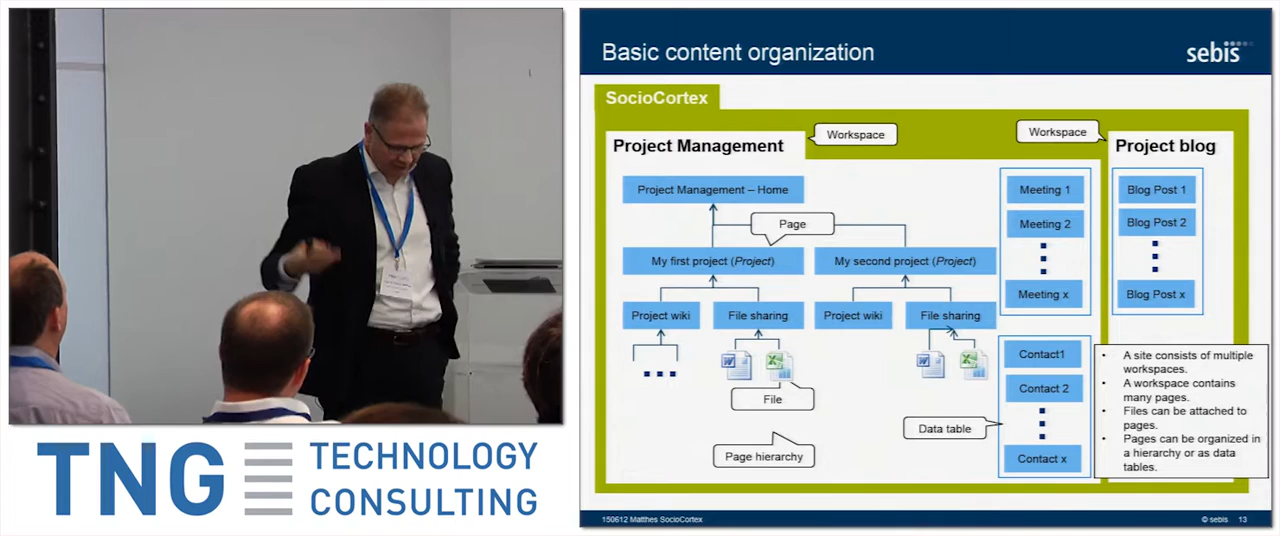 TNG TECHNOLOGY
CONSULTING
Basic content organization
sebis
SocioCortex
Workspace
Workspace
Project Management
Project blog
Project Management – Home
Page
My first project (Project)
My second project (Project)
Project wiki
File sharing
Project wiki
File sharing
File
Page hierarchy
Meeting 1
Meeting 2
Meeting x
Contact1
Contact 2
Contact x
Data table
Blog Post 1
Blog Post 2
Blog Post x
• A site consists of multiple
workspaces.
• A workspace contains
many pages.
• Files can be attached to
pages.
• Pages can be organized in
a hierarchy or as data
tables.
150612 Matthes SocioCortex
© sebis 13